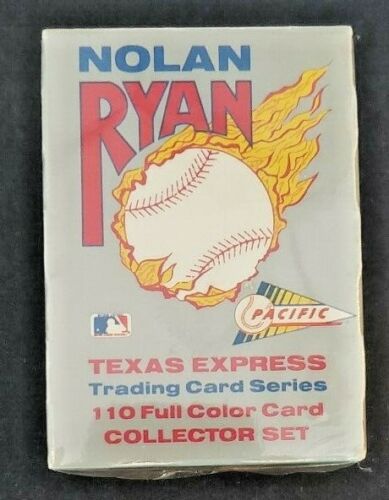 NOLAN
RYAN
PACIFIC
TEXAS EXPRESS
Trading Card Series
110 Full Color Card
COLLECTOR SET